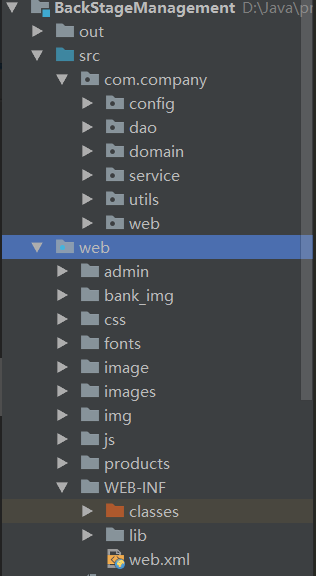 BackStageManagement D:\Java\pr
out
src
com.company
config
dao
domain
service
utils
web
web
admin
bank_img
css
fonts
image
images
img
js
products
WEB-INF
classes
lib
web.xml